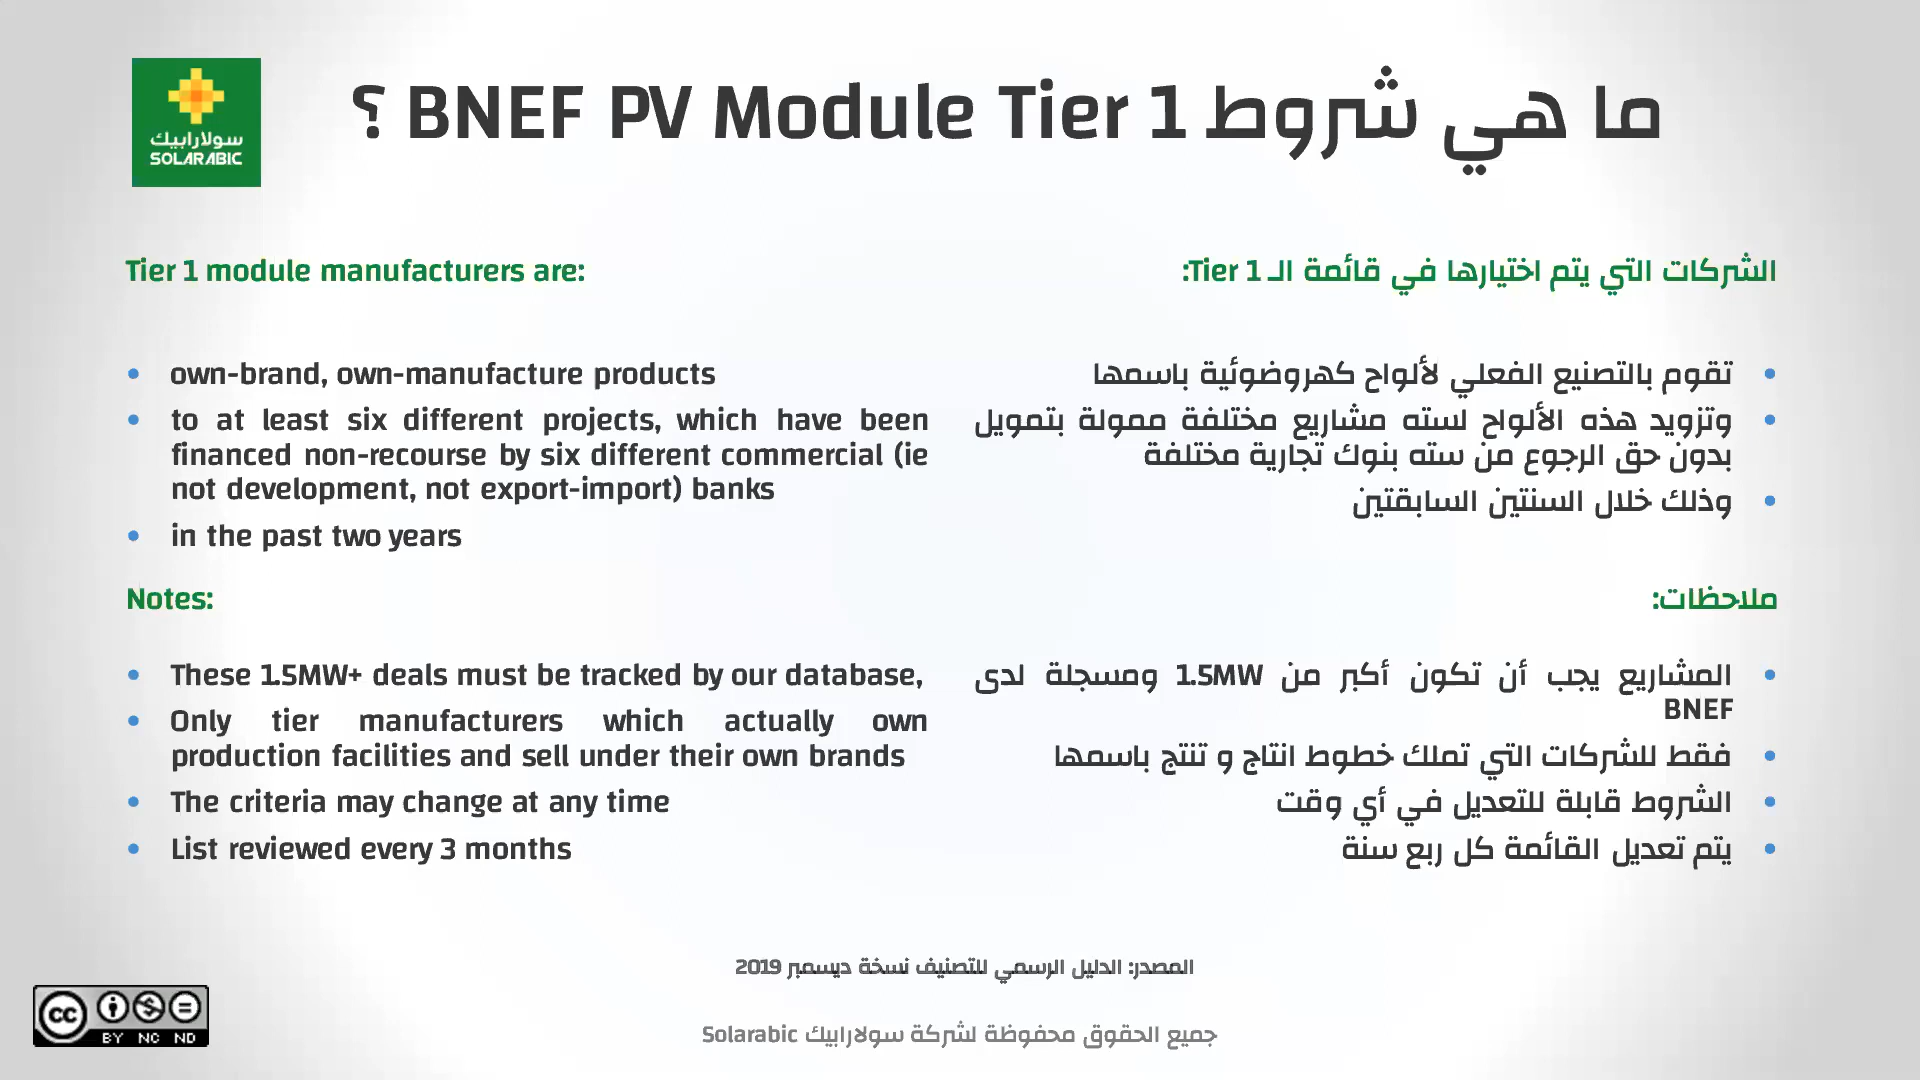 سولارابيك
SOLARABIC
ما هي شروط BNEF PV Module Tier 1 ؟
Tier 1 module manufacturers are:
• own-brand, own-manufacture products
• to at least six different projects, which have been
financed non-recourse by six different commercial (ie
not development, not export-import) banks
• in the past two years
Notes:
• These 1.5MW+ deals must be tracked by our database,
• Only tier manufacturers which actually own
production facilities and sell under their own brands
• The criteria may change at any time
• List reviewed every 3 months
الشركات التي يتم اختيارها في قائمة الـ Tier 1:
• تقوم بالتصنيع الفعلي لألواح كهروضوئية باسمها
• وتزويد هذه الألواح لسته مشاريع مختلفة ممولة بتمويل
بدون حق الرجوع من سته بنوك تجارية مختلفة
• وذلك خلال السنتين السابقتين
ملاحظات:
• المشاريع يجب أن تكون أكبر من 1.5MW ومسجلة لدى
BNEF
• فقط للشركات التي تملك خطوط انتاج و تنتج باسمها
• الشروط قابلة للتعديل في أي وقت
• يتم تعديل القائمة كل ربع سنة
المصدر: الدليل الرسمي للتصنيف نسخة ديسمبر 2019
جميع الحقوق محفوظة لشركة سولارابيك Solarabic
cc
BY NC ND